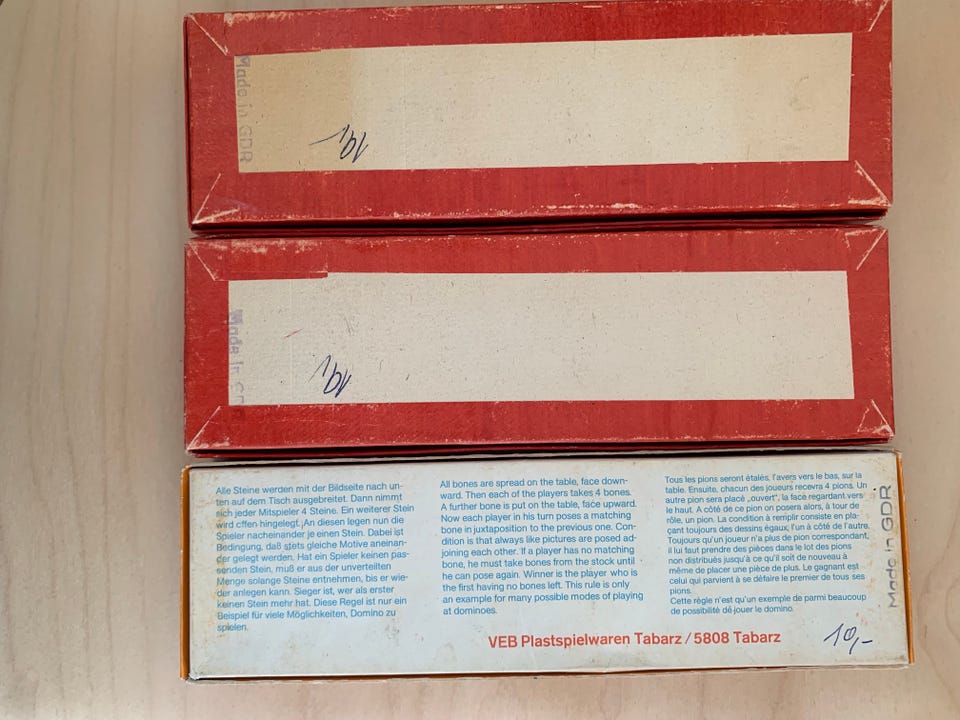 Made in GDR
10,-
Made in GDR
10,-
Alle Steine werden mit der Bildseite nach un-
ten auf dem Tisch ausgebreitet. Dann nimmt
sich jeder Mitspieler 4 Steine. Ein weiterer Stein
wird offen hingelegt. An diesen legen nun die
Spieler nacheinander je einen Stein. Dabei ist
Bedingung, daß stets gleiche Motive aneinan-
der gelegt werden. Hat ein Spieler keinen pas-
senden Stein, muß er aus der unverteilten
Menge solange Steine entnehmen, bis er wie-
der anlegen kann. Sieger ist, wer als erster
keinen Stein mehr hat. Diese Regel ist nur ein
Beispiel für viele Möglichkeiten, Domino zu
spielen.
All bones are spread on the table, face down-
ward. Then each of the players takes 4 bones.
A further bone is put on the table, face upward.
Now each player in his turn poses a matching
bone in juxtaposition to the previous one. Con-
dition is that always like pictures are posed ad-
joining each other. If a player has no matching
bone, he must take bones from the stock until
he can pose again. Winner is the player who is
the first having no bones left. This rule is only
an example for many possible modes of playing
at dominoes.
Tous les pions seront étalés, l'avers vers le bas, sur la
table. Ensuite, chacun des joueurs recevra 4 pions. Un
autre pion sera placé „ouvert", la face regardant vers
le haut. A côté de ce pion on posera alors, à tour de
rôle, un pion. La condition à remplir consiste en pla-
cant toujours des dessins égaux, l'un à côté de l'autre.
Toujours qu'un joueur n'a plus de pion correspondant,
il lui faut prendre des pièces dans le lot des pions
non distribués jusqu'à ce qu'il soit de nouveau à
même de placer une pièce de plus. Le gagnant est
celui qui parvient à se défaire le premier de tous ses
pions.
Cette règle n'est qu'un exemple de parmi beaucoup
de possibilité de jouer le domino.
Made in GDR
VEB Plastspielwaren Tabarz / 5808 Tabarz
10,-